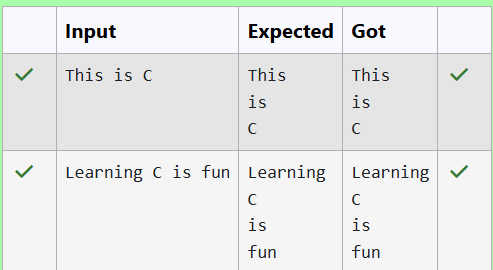 Input Expected Got
This is C This This
is is
C C
Learning C is fun Learning Learning
C C
is is
fun fun